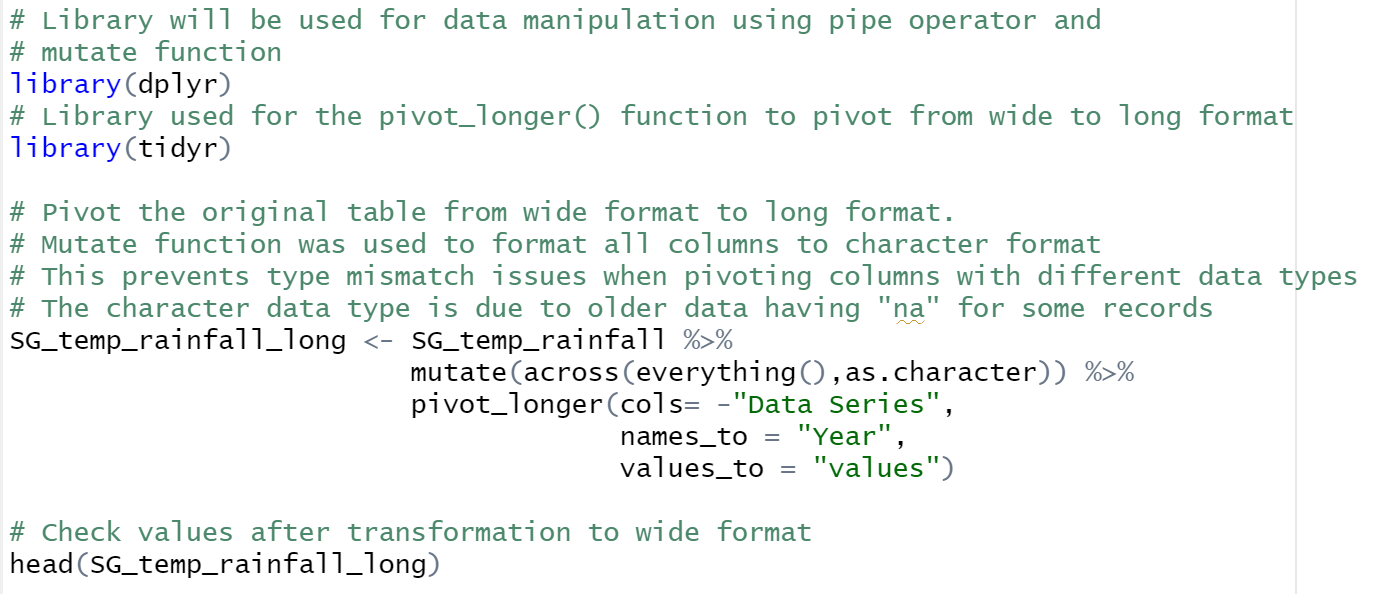 # Library will be used for data manipulation using pipe operator and
# mutate function
library(dplyr)
# Library used for the pivot_longer() function to pivot from wide to long format
library(tidyr)
# Pivot the original table from wide format to long format.
# Mutate function was used to format all columns to character format
# This prevents type mismatch issues when pivoting columns with different data types
# The character data type is due to older data having "na" for some records
SG_temp_rainfall_long <- SG_temp_rainfall %>%
mutate(across(everything(),as.character)) %>%
pivot_longer(cols= -"Data Series",
names_to = "Year",
values_to = "values")
# Check values after transformation to wide format
head(SG_temp_rainfall_long)